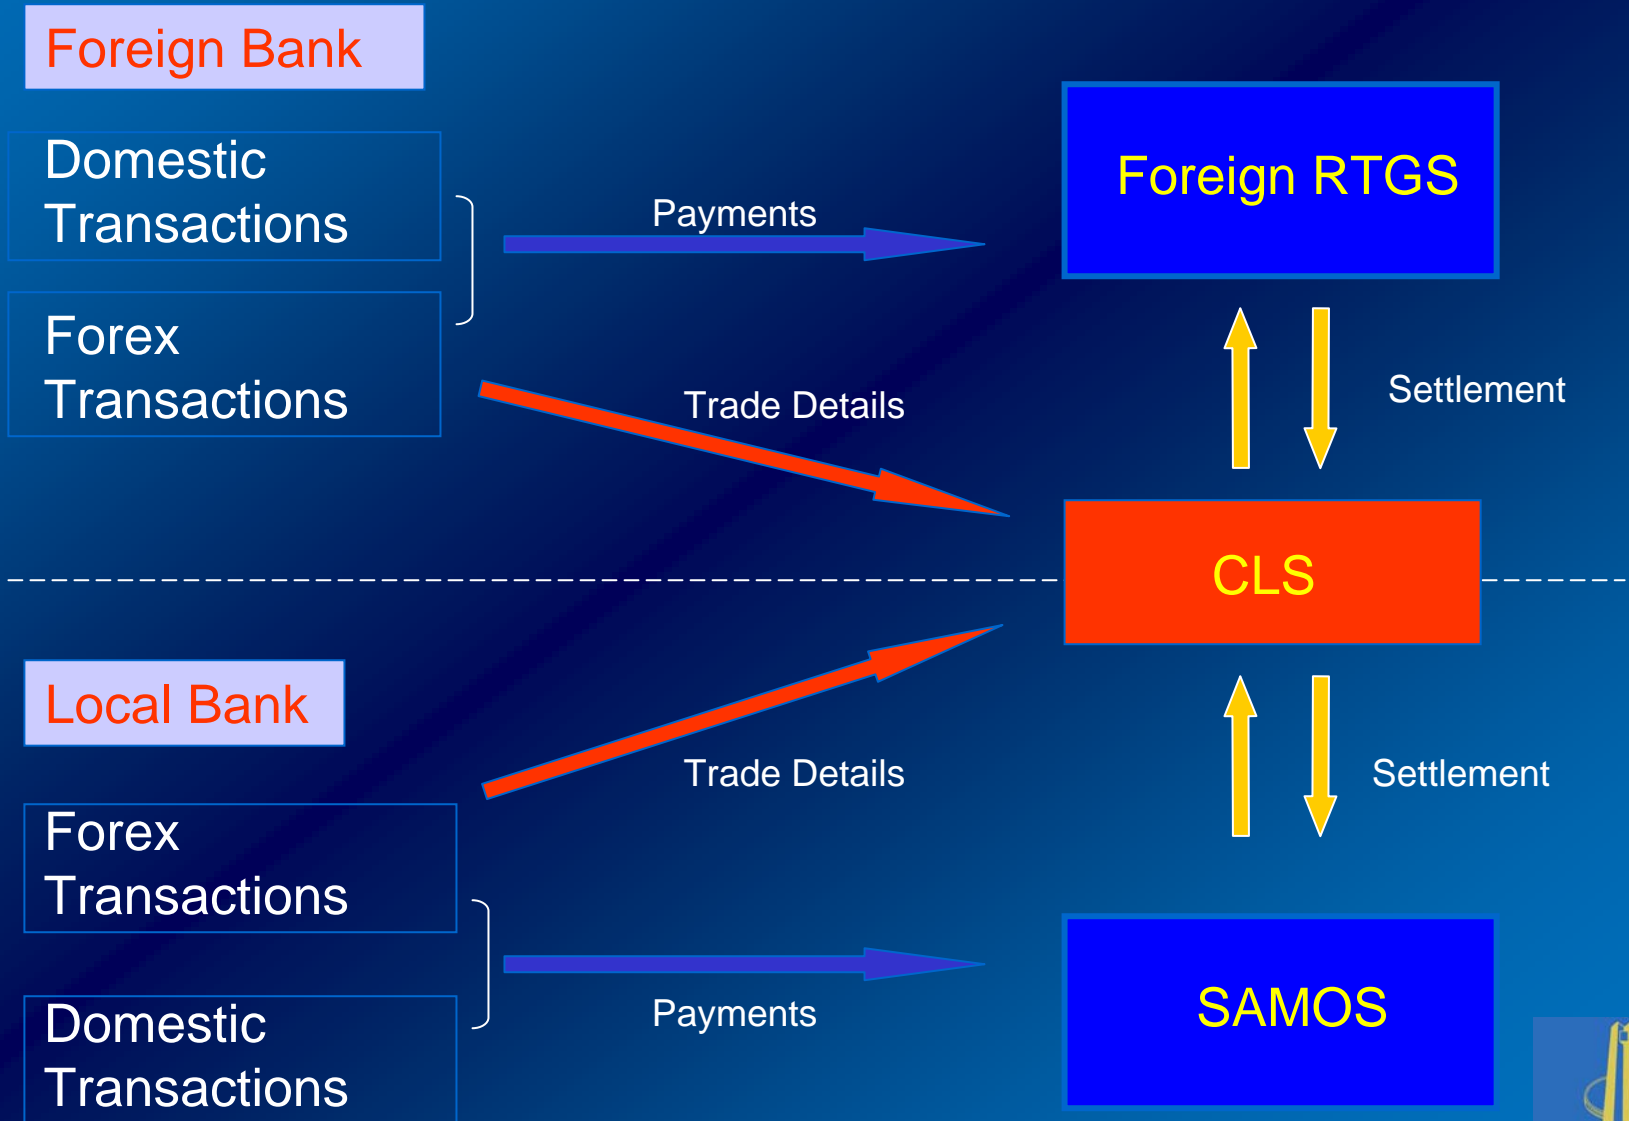 Foreign Bank
Domestic
Transactions
Payments
Foreign RTGS
Forex
Transactions
Trade Details
Settlement
CLS
Local Bank
Trade Details
Settlement
Forex
Transactions
Payments
SAMOS
Domestic
Transactions